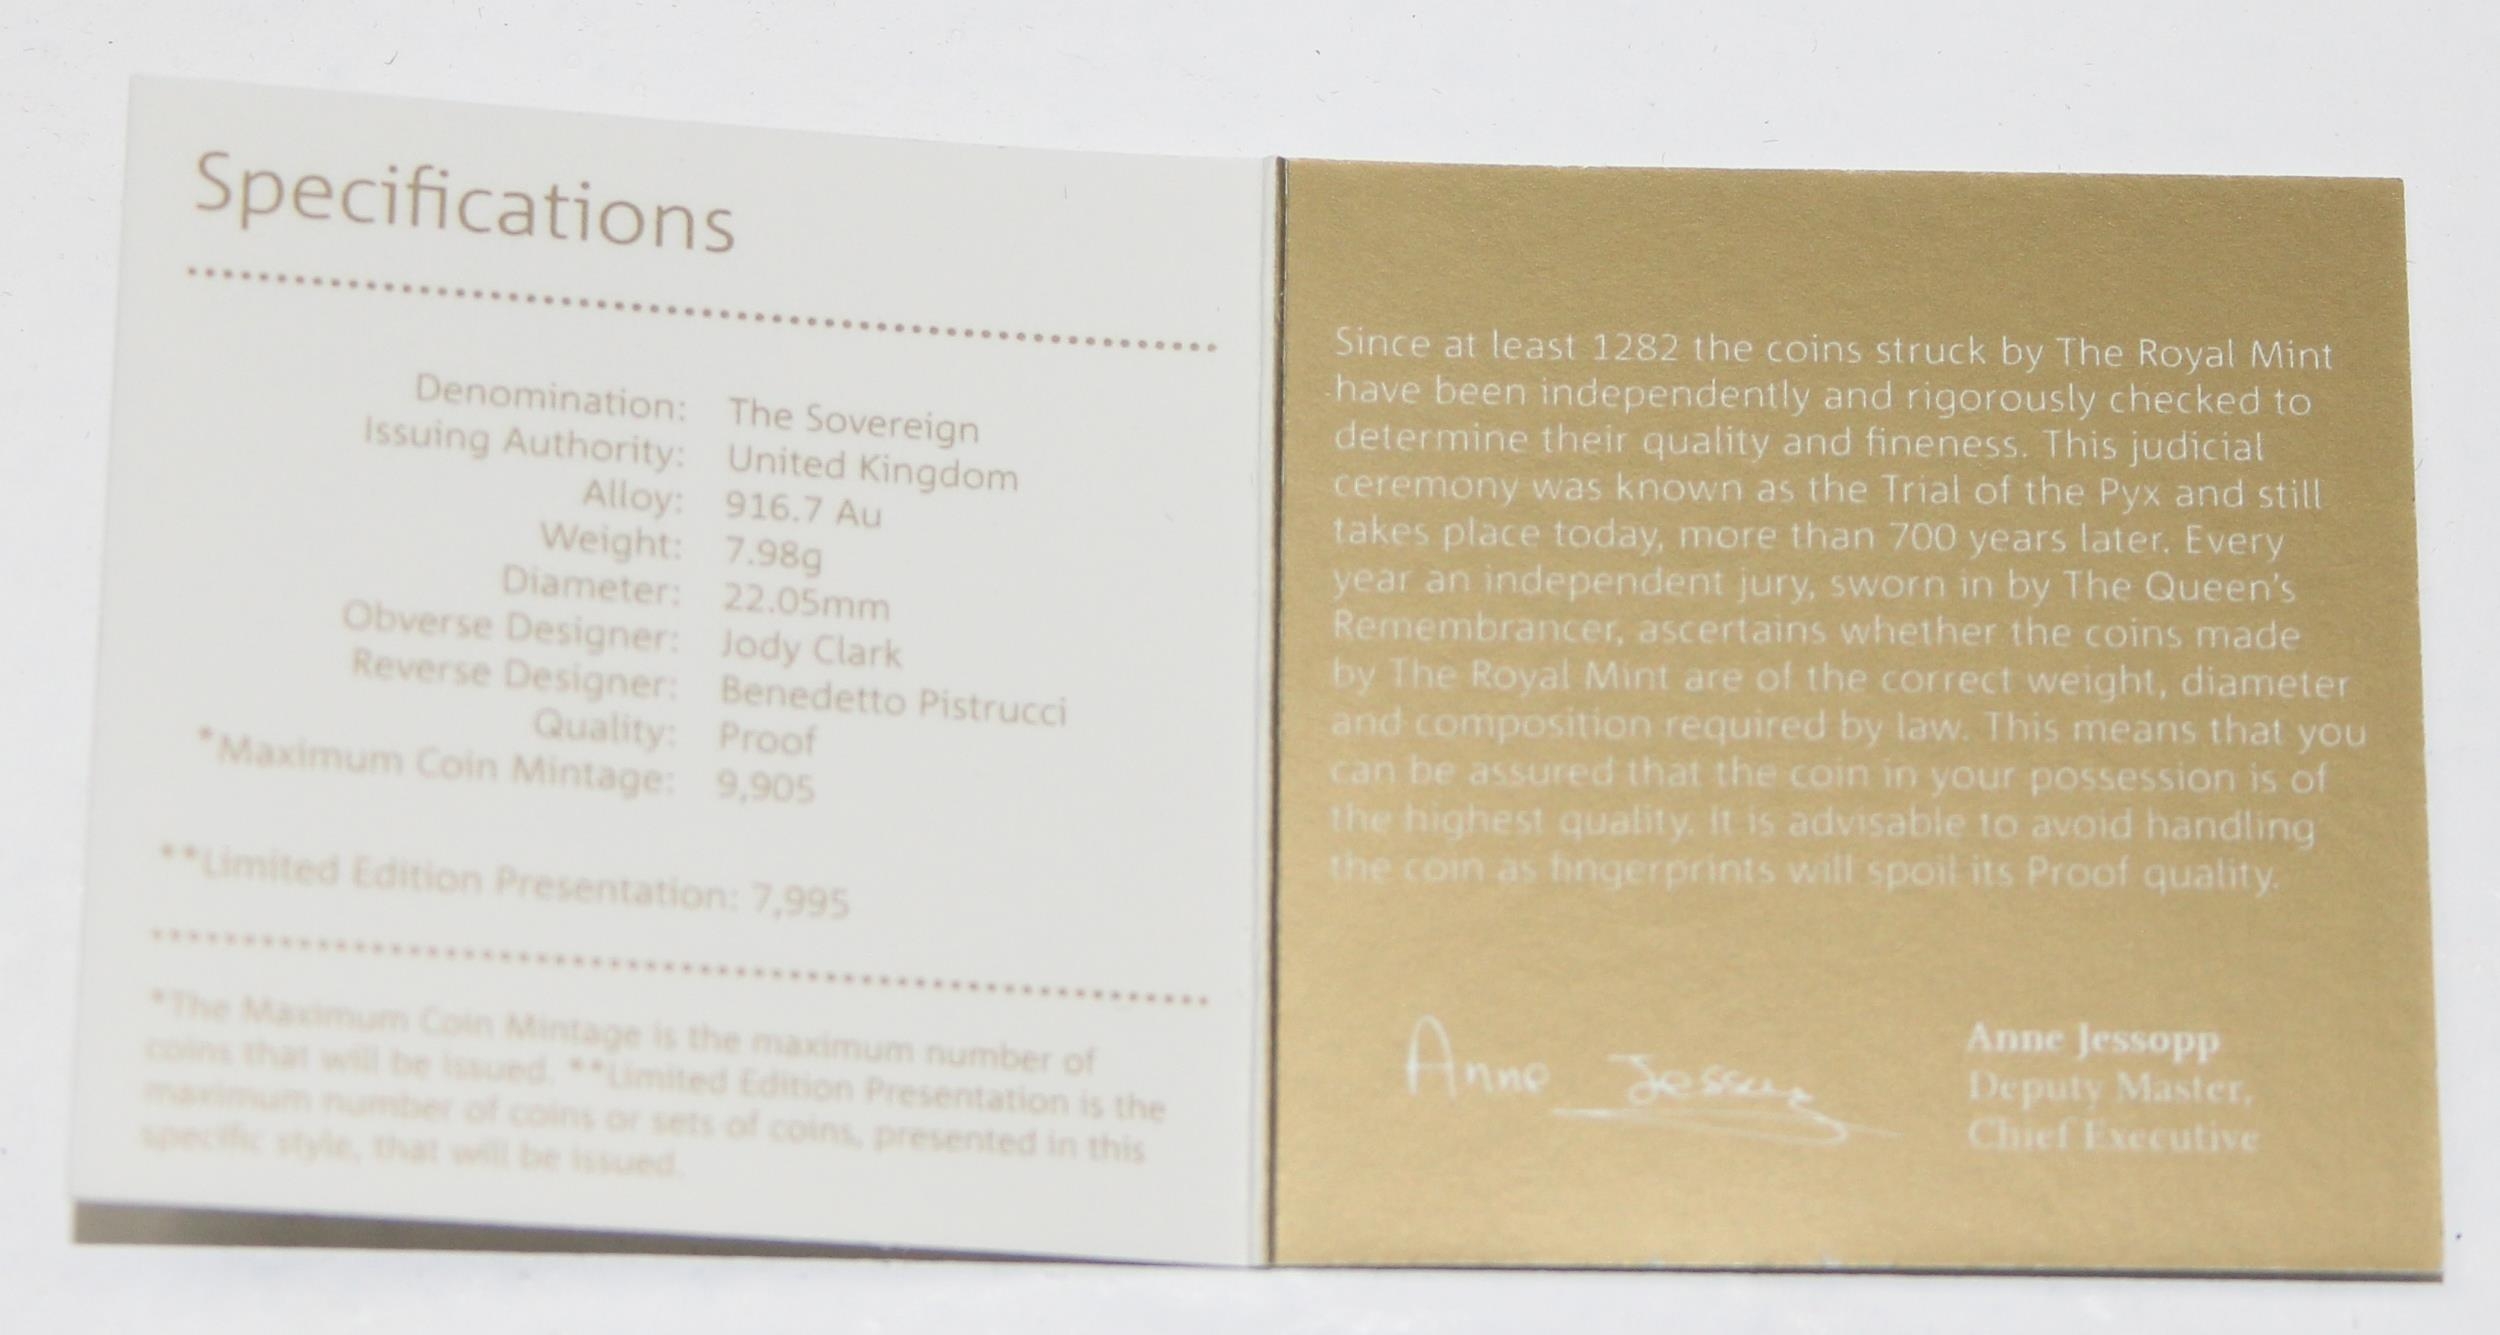 Specifications
Denomination: The Sovereign
Issuing Authority: United Kingdom
Alloy: 916.7 Au
Weight: 7.98g
Diameter: 22.05mm
Obverse Designer: Jody Clark
Reverse Designer: Benedetto Pistrucci
Quality: Proof
*Maximum Coin Mintage: 9,905
**Limited Edition Presentation: 7,995
*The Maximum Coin Mintage is the maximum number of
coins that will be issued. **Limited Edition Presentation is the
maximum number of coins or sets of coins, presented in this
specific style, that will be issued.
Since at least 1282 the coins struck by The Royal Mint
have been independently and rigorously checked to
determine their quality and fineness. This judicial
ceremony was known as the Trial of the Pyx and still
takes place today, more than 700 years later. Every
year an independent jury, sworn in by The Queen's
Remembrancer, ascertains whether the coins made
by The Royal Mint are of the correct weight, diameter
and composition required by law. This means that you
can be assured that the coin in your possession is of
the highest quality. It is advisable to avoid handling
the coin as fingerprints will spoil its Proof quality.
Anne Jessopp
Anne Jessopp
Deputy Master,
Chief Executive